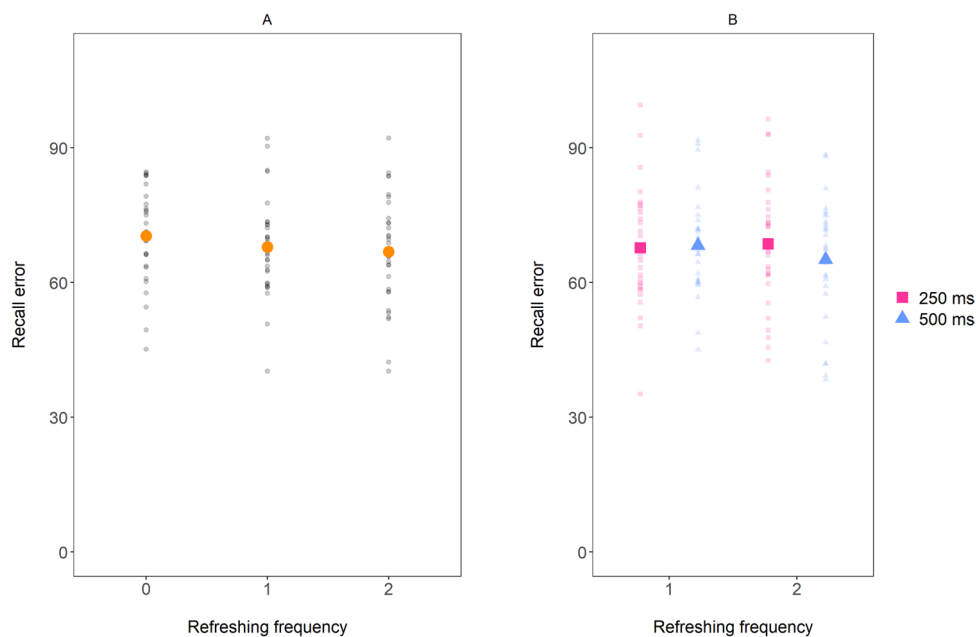 A
Recall error
90
60
30
0
0 1 2
Refreshing frequency
B
Recall error
90
60
30
0
1 2
Refreshing frequency
250 ms
500 ms